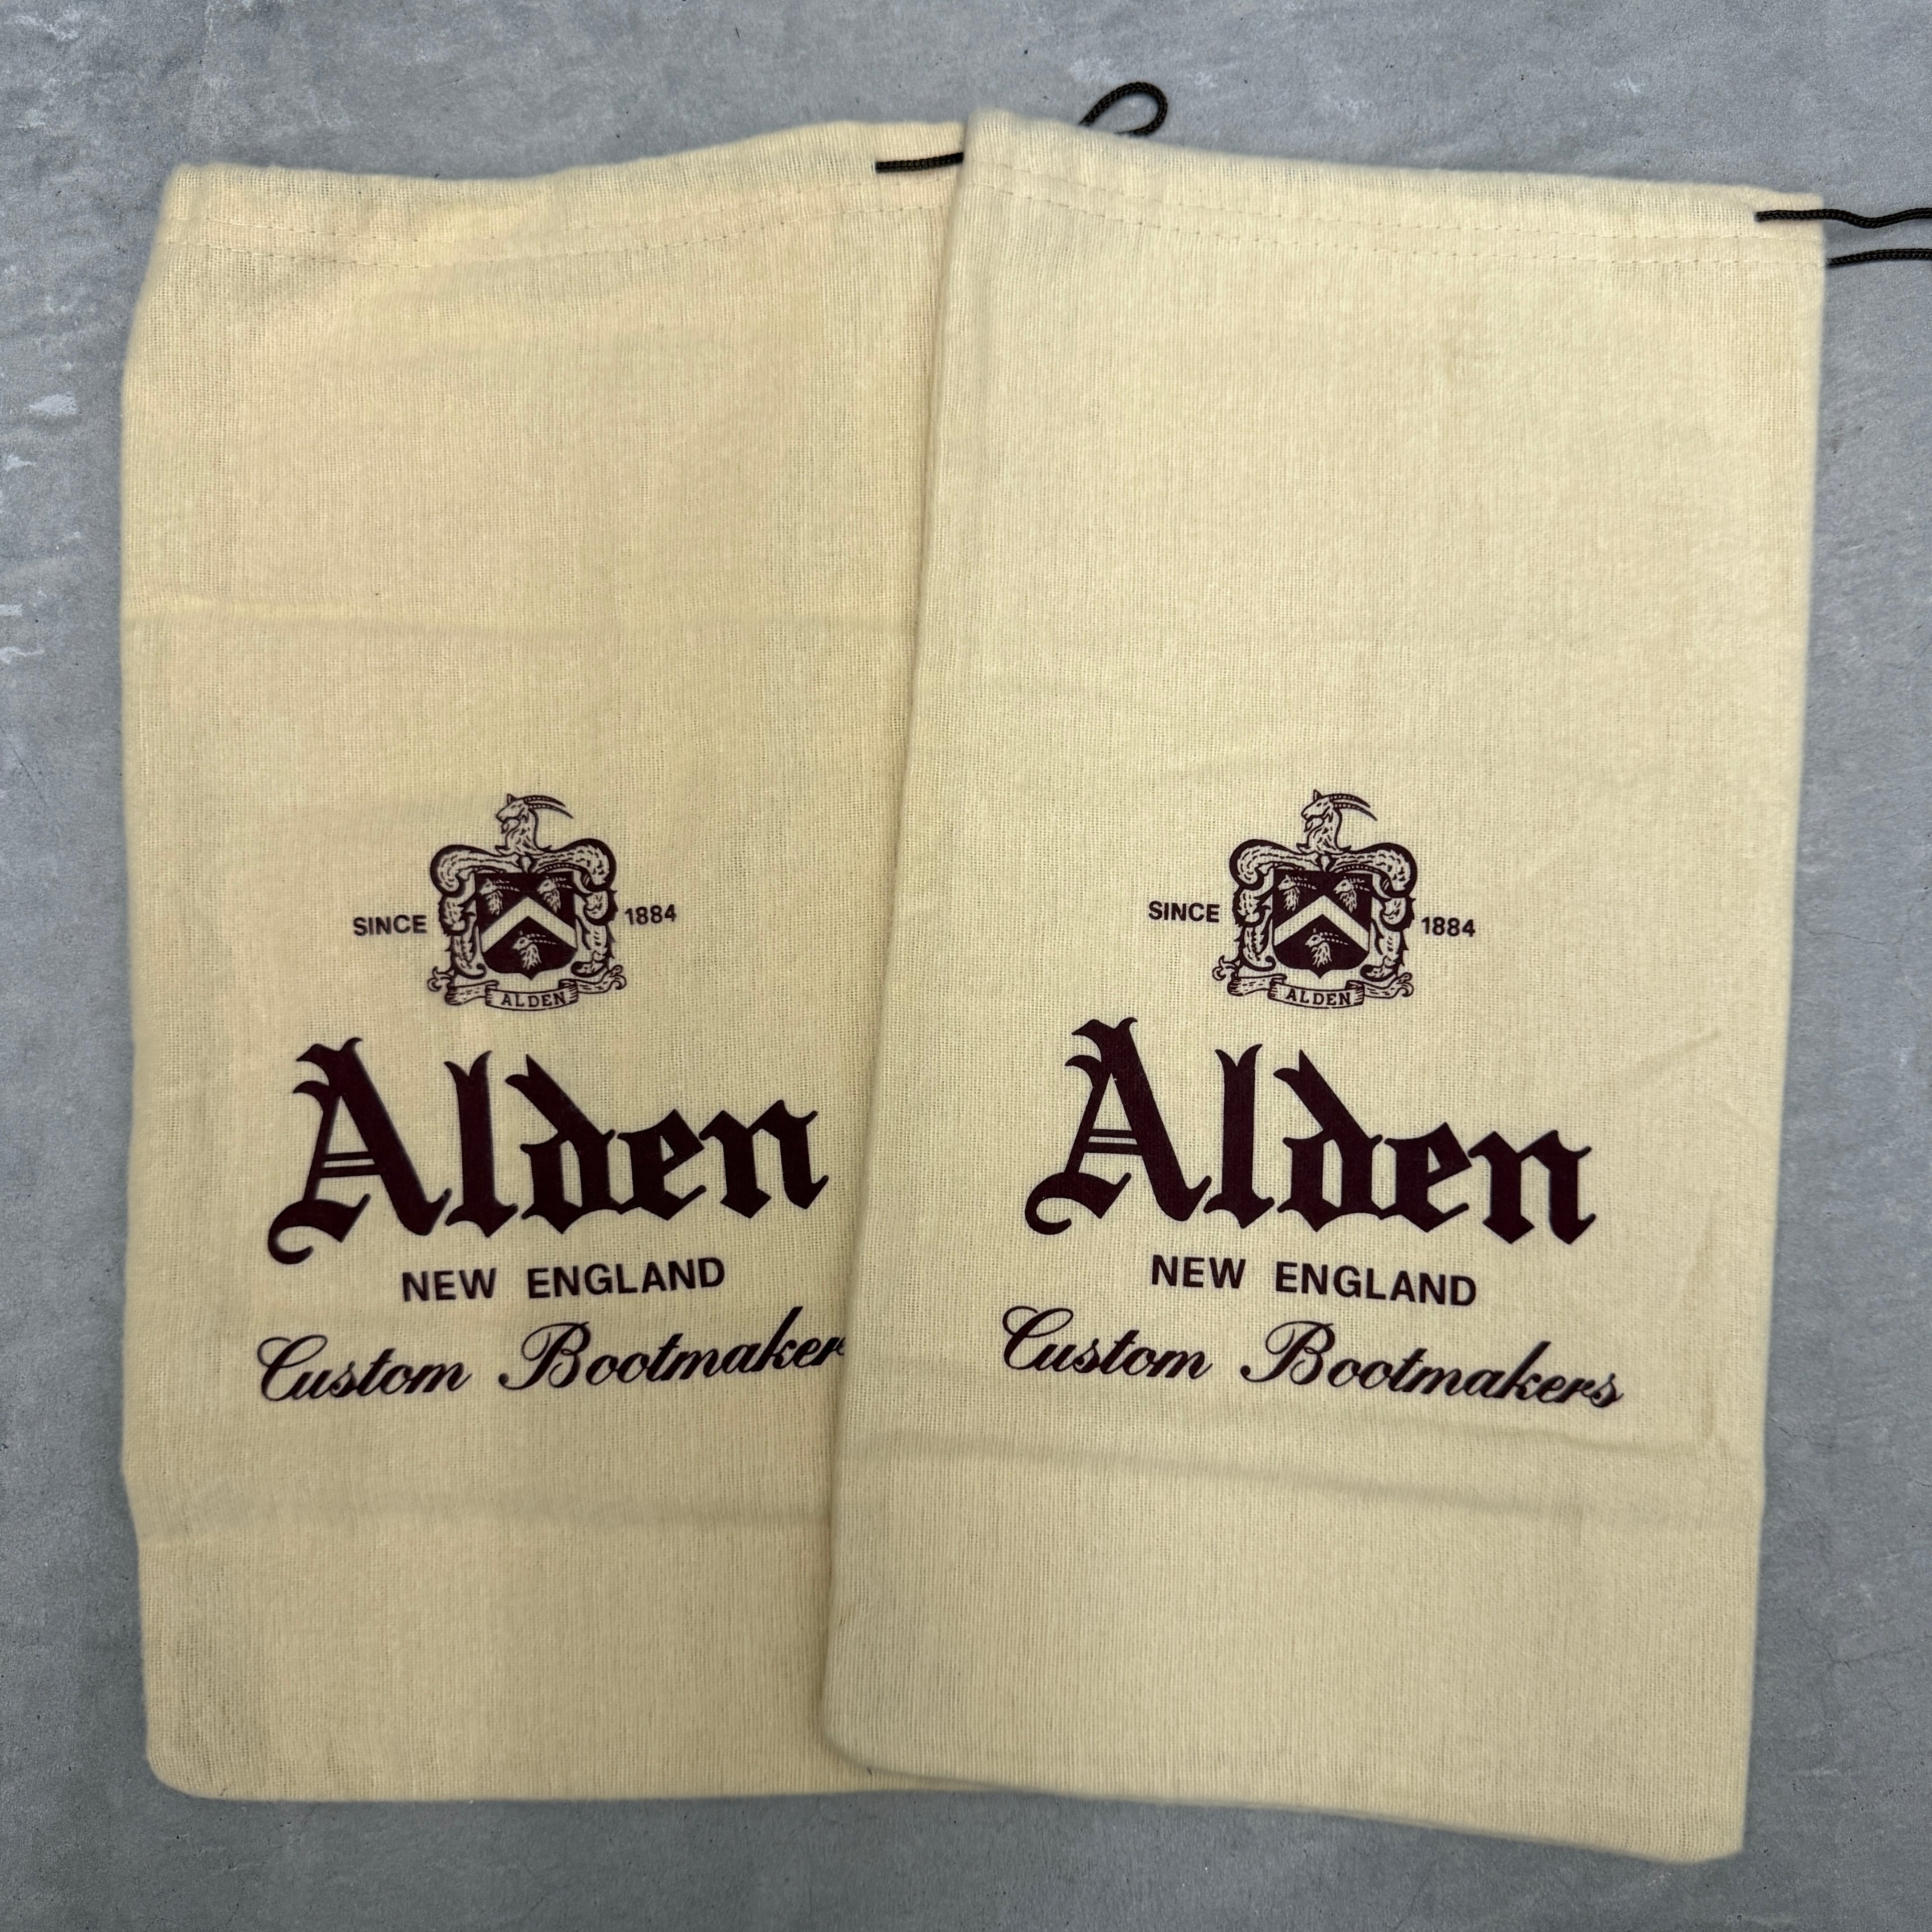 SINCE 1884
ALDEN
Alden
NEW ENGLAND
Custom Bootmaker
SINCE 1884
ALDEN
Alden
NEW ENGLAND
Custom Bootmakers